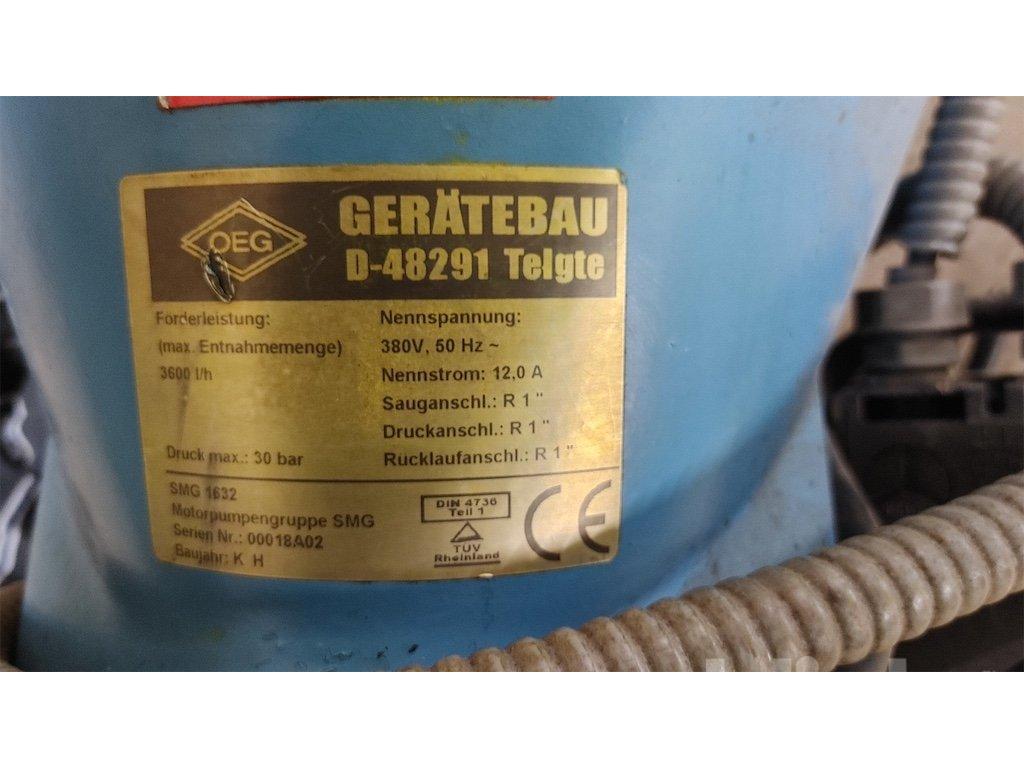 OEG
GERÄTEBAU
D-48291 Telgte
Förderleistung:
(max. Entnahmemenge)
3600 l/h
Druck max.: 30 bar
Nennspannung:
380V, 50 Hz ~
Nennstrom: 12,0 A
Sauganschl.: R 1"
Druckanschl.: R 1"
Rücklaufanschl.: R 1"
SMG 1632
Motorpumpengruppe SMG
Serien Nr.: 00018A02
Baujahr: K H
DIN 4736
Teil 1
TÜV
Rheinland
CE